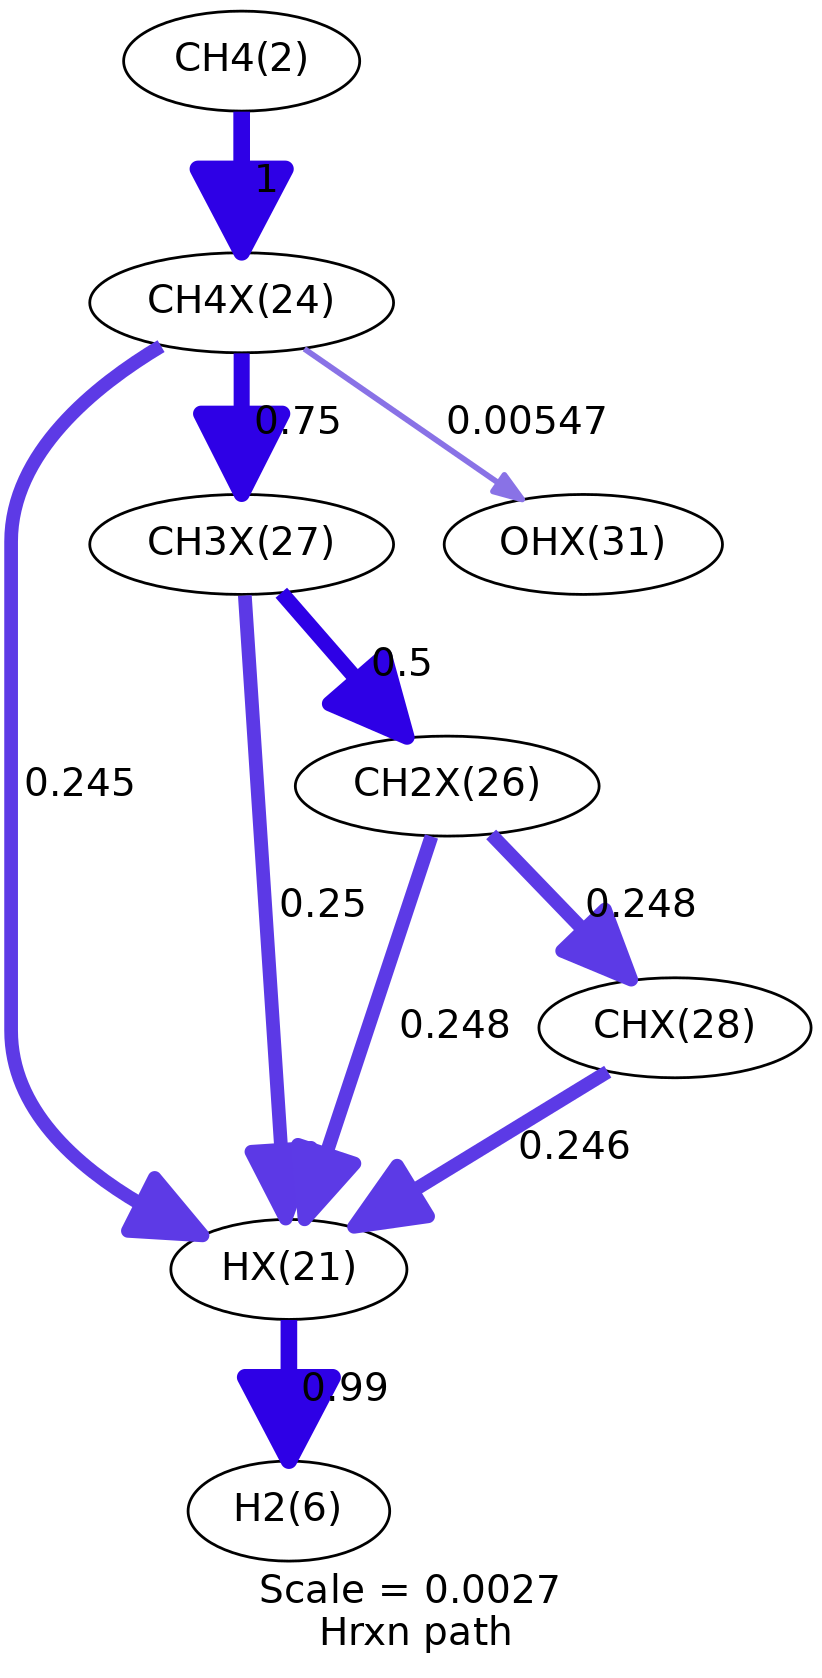 CH4(2)
1
CH4X(24)
0.75
0.00547
CH3X(27)
OHX(31)
0.5
0.245
CH2X(26)
0.25
0.248
0.248
CHX(28)
0.246
HX(21)
0.99
H2(6)
Scale = 0.0027
Hrxn path